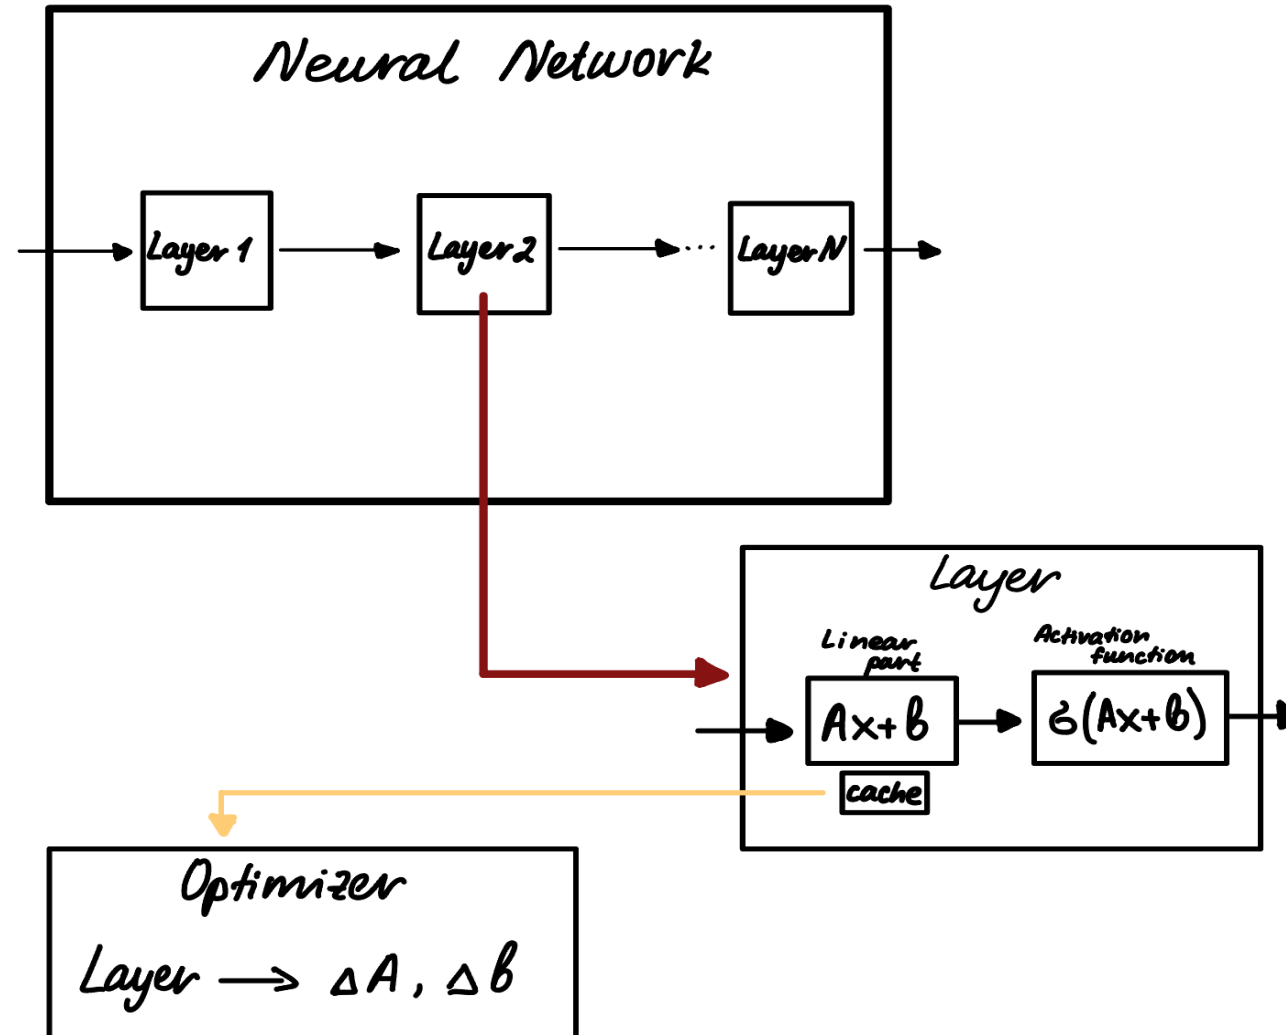 Neural Network
Layer 1
Layer 2
...
Layer N
Layer
Linear
part
Activation
function
Ax+b
σ(Ax+b)
cache
Optimizer
Layer → ΔA, Δb